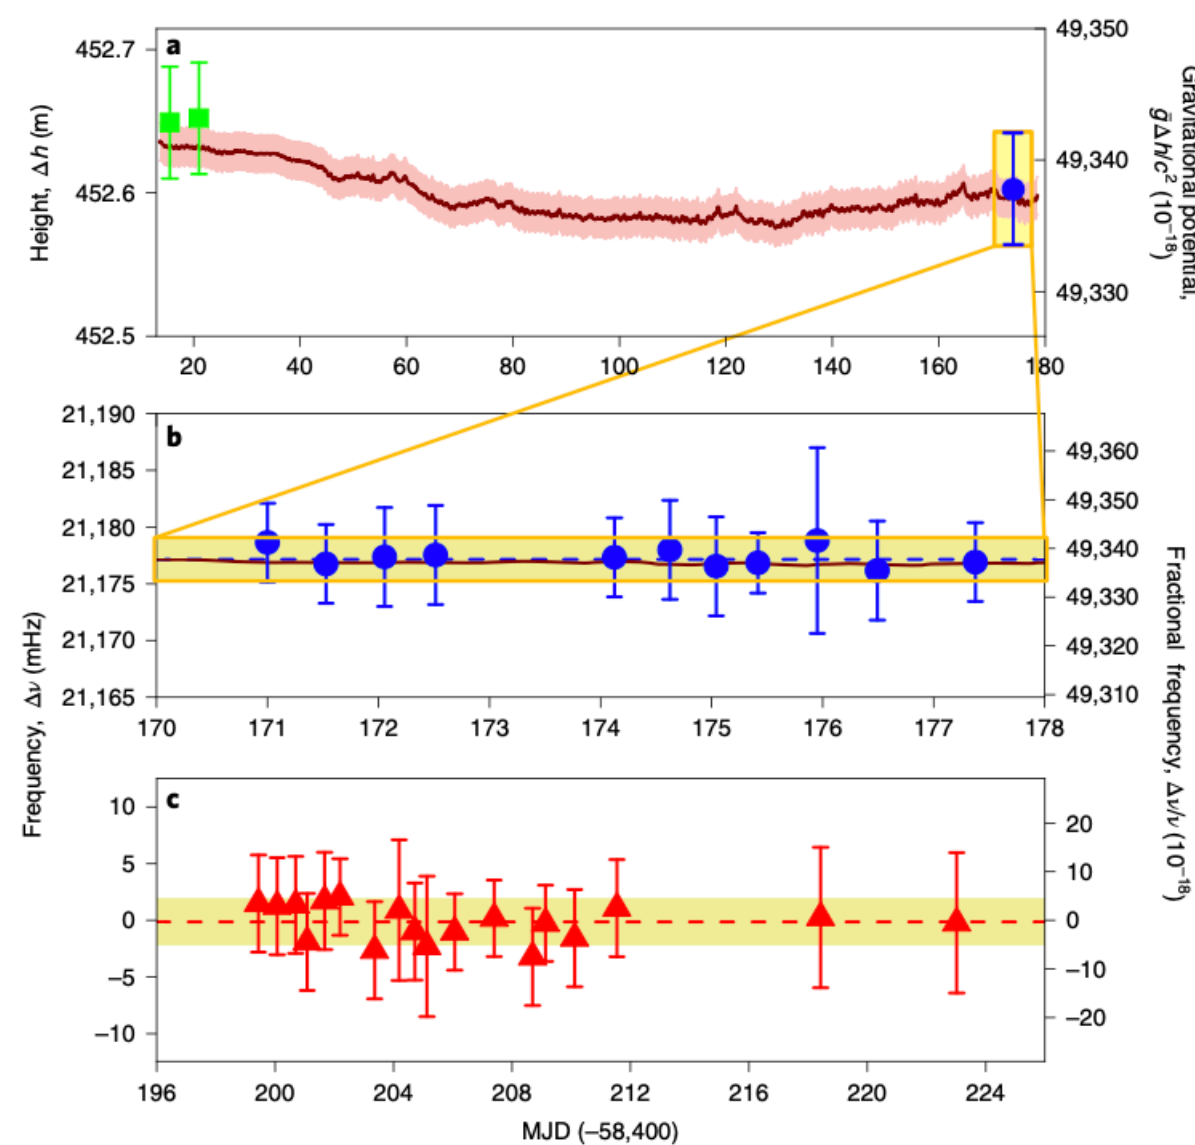 a
452.7
452.6
452.5
Height, Δh (m)
49,350
49,340
49,330
Gravitational potential,
g̅Δh/c² (10⁻¹⁸)
20 40 60 80 100 120 140 160 180
b
21,190
21,185
21,180
21,175
21,170
21,165
49,360
49,350
49,340
49,330
49,320
49,310
170 171 172 173 174 175 176 177 178
Frequency, Δν (mHz)
Fractional frequency, Δν/ν (10⁻¹⁸)
c
10
5
0
−5
−10
20
10
0
−10
−20
196 200 204 208 212 216 220 224
MJD (−58,400)